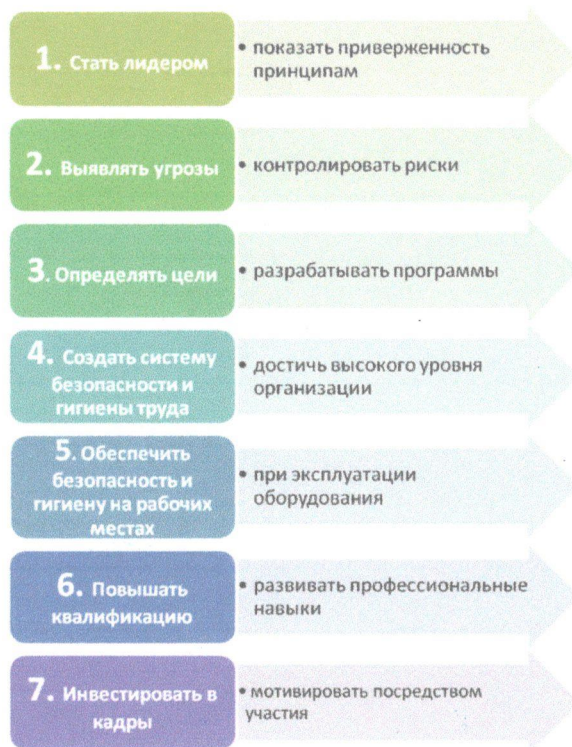 1. Стать лидером
• показать приверженность
принципам
2. Выявлять угрозы
• контролировать риски
3. Определять цели
• разрабатывать программы
4. Создать систему
безопасности и
гигиены труда
• достичь высокого уровня
организации
5. Обеспечить
безопасность и
гигиену на рабочих
местах
• при эксплуатации
оборудования
6. Повышать
квалификацию
• развивать профессиональные
навыки
7. Инвестировать в
кадры
• мотивировать посредством
участия